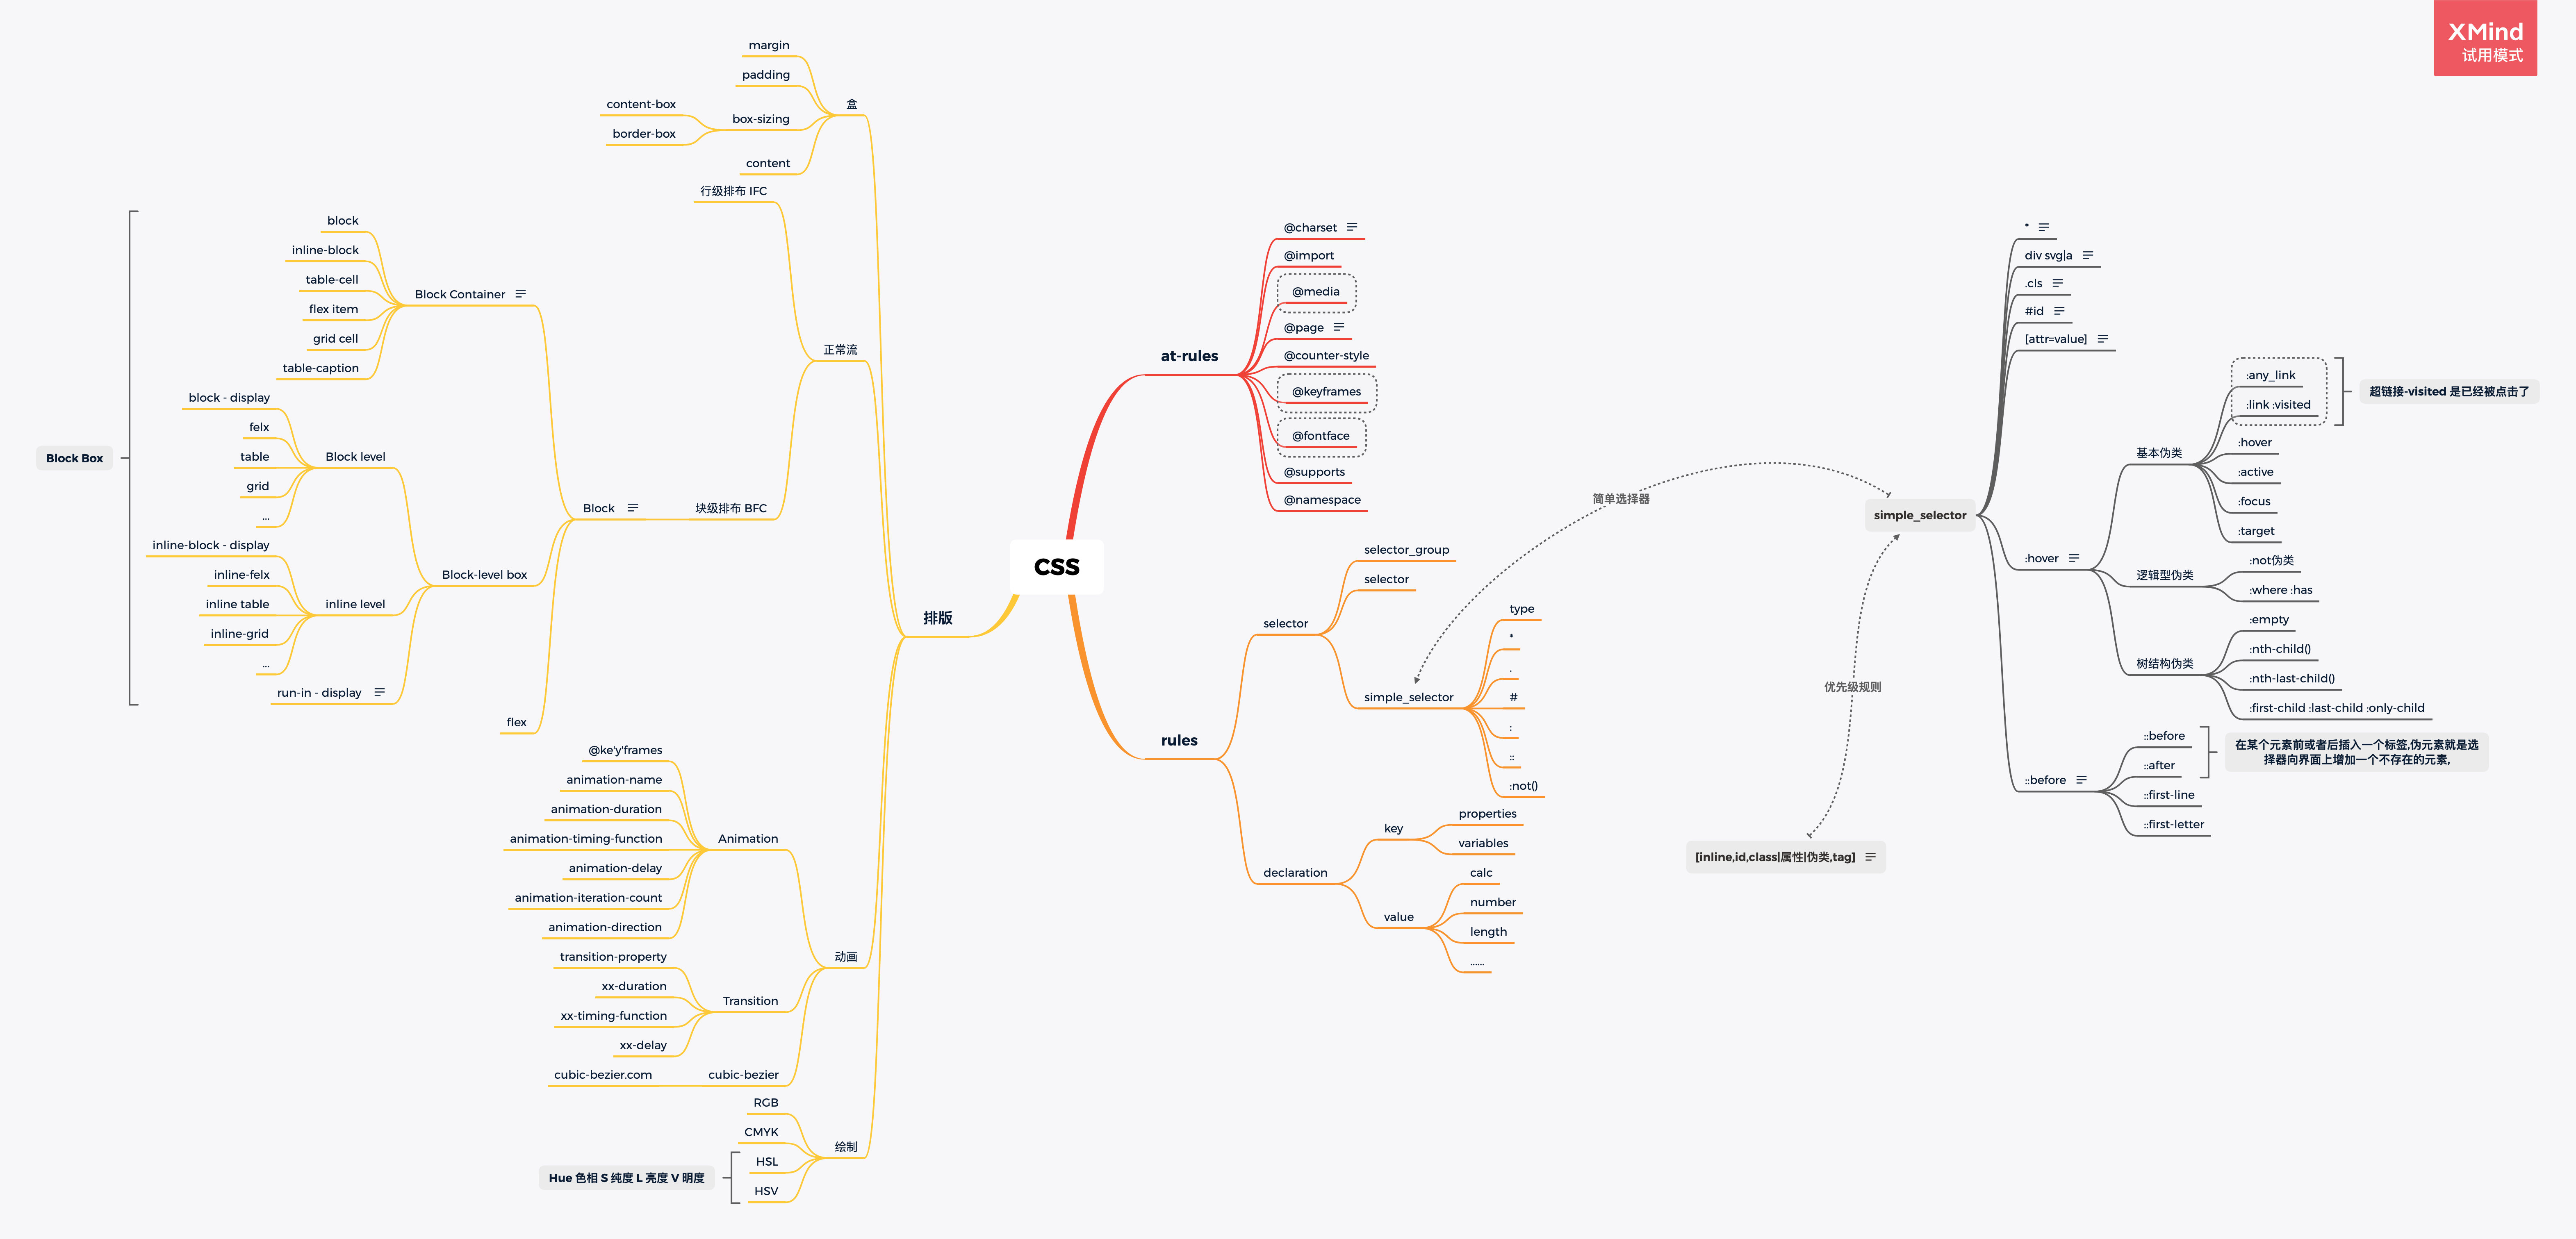 XMind
试用模式
CSS
at-rules
@charset
@import
@media
@page
@counter-style
@keyframes
@fontface
@supports
@namespace
rules
selector
selector_group
selector
simple_selector
type
*
.
#
:
::
:not()
declaration
key
properties
variables
value
calc
number
length
......
排版
盒
margin
padding
box-sizing
content-box
border-box
content
正常流
行级排布 IFC
块级排布 BFC
Block
Block Container
block
inline-block
table-cell
flex item
grid cell
table-caption
Block-level box
Block level
block - display
felx
table
grid
...
inline level
inline-block - display
inline-felx
inline table
inline-grid
...
run-in - display
flex
Block Box
动画
Animation
@ke'y'frames
animation-name
animation-duration
animation-timing-function
animation-delay
animation-iteration-count
animation-direction
Transition
transition-property
xx-duration
xx-timing-function
xx-delay
cubic-bezier
cubic-bezier.com
绘制
RGB
CMYK
HSL
HSV
Hue 色相 S 纯度 L 亮度 V 明度
简单选择器
simple_selector
*
div svg|a
.cls
#id
[attr=value]
:hover
基本伪类
:any_link
:link :visited
超链接-visited 是已经被点击了
:hover
:active
:focus
:target
逻辑型伪类
:not伪类
:where :has
树结构伪类
:empty
:nth-child()
:nth-last-child()
:first-child :last-child :only-child
::before
::before
::after
在某个元素前或者后插入一个标签,伪元素就是选
择器向界面上增加一个不存在的元素,
::first-line
::first-letter
优先级规则
[inline,id,class|属性|伪类,tag]